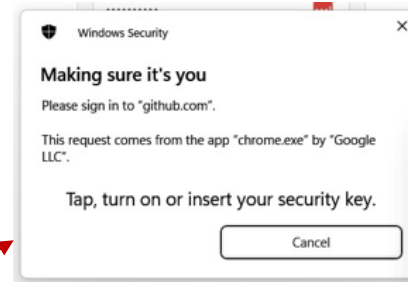 Windows Security
Making sure it's you
Please sign in to "github.com".
This request comes from the app "chrome.exe" by "Google
LLC".
Tap, turn on or insert your security key.
Cancel